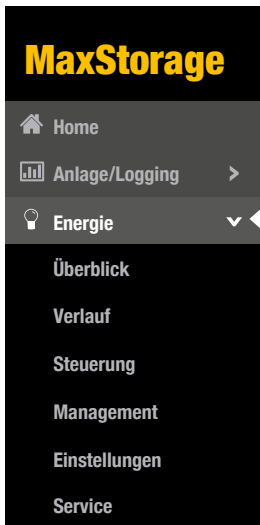 MaxStorage
Home
Anlage/Logging
Energie
Überblick
Verlauf
Steuerung
Management
Einstellungen
Service